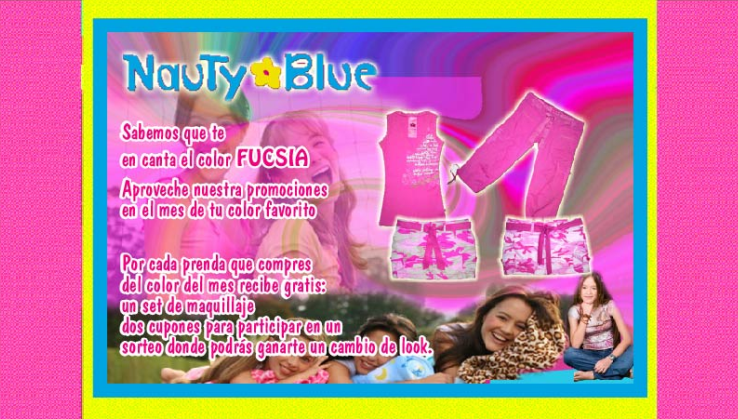 NauTy Blue
Sabemos que te
en canta el color FUCSIA
Aproveche nuestra promociones
en el mes de tu color favorito
Por cada prenda que compres
del color del mes recibe gratis:
un set de maquillaje
dos cupones para participar en un
sorteo donde podrás ganarte un cambio de look.